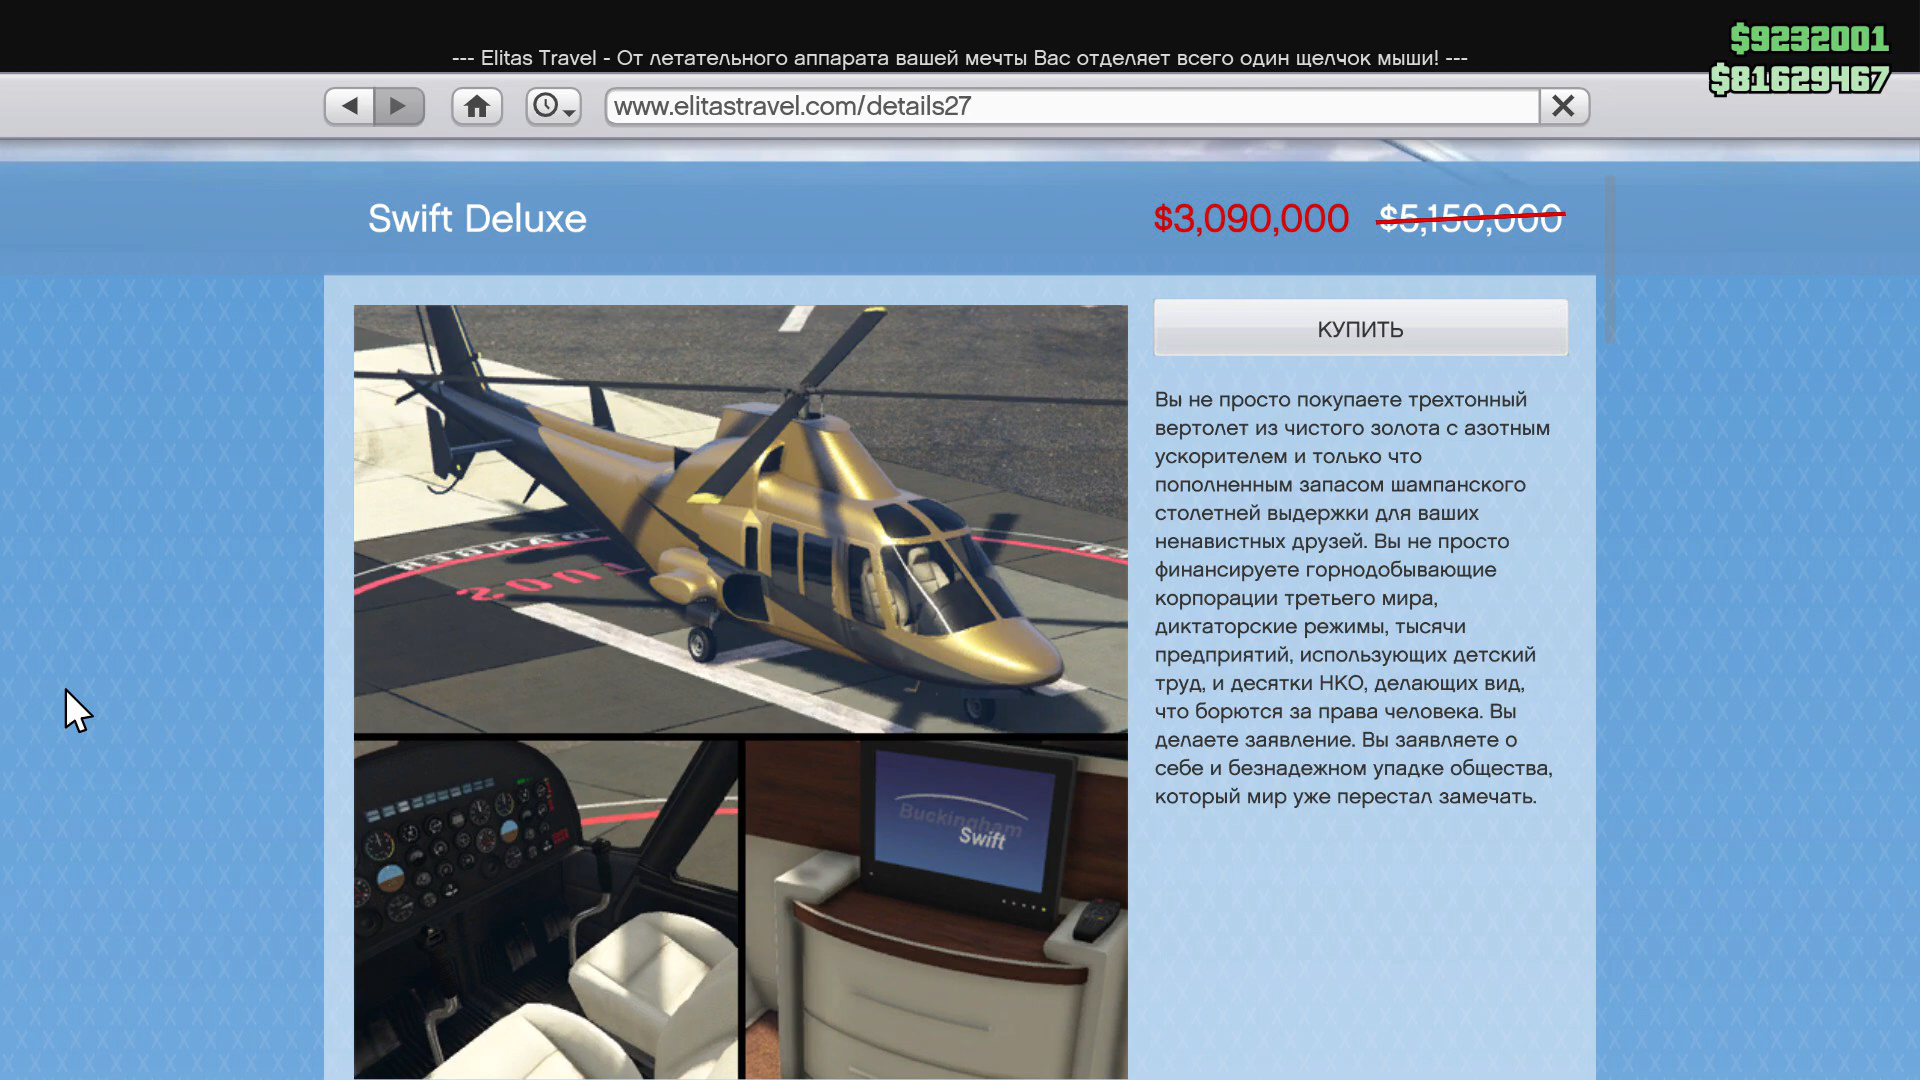 $9232001
--- Elitas Travel - От летательного аппарата вашей мечты Вас отделяет всего один щелчок мыши! ---
$81629467
www.elitastravel.com/details27
Swift Deluxe
$3,090,000 $5,150,000
КУПИТЬ
Вы не просто покупаете трехтонный
вертолет из чистого золота с азотным
ускорителем и только что
пополненным запасом шампанского
столетней выдержки для ваших
ненавистных друзей. Вы не просто
финансируете горнодобывающие
корпорации третьего мира,
диктаторские режимы, тысячи
предприятий, использующих детский
труд, и десятки НКО, делающих вид,
что борются за права человека. Вы
делаете заявление. Вы заявляете о
себе и безнадежном упадке общества,
который мир уже перестал замечать.
DANGER
Buckingham
Swift